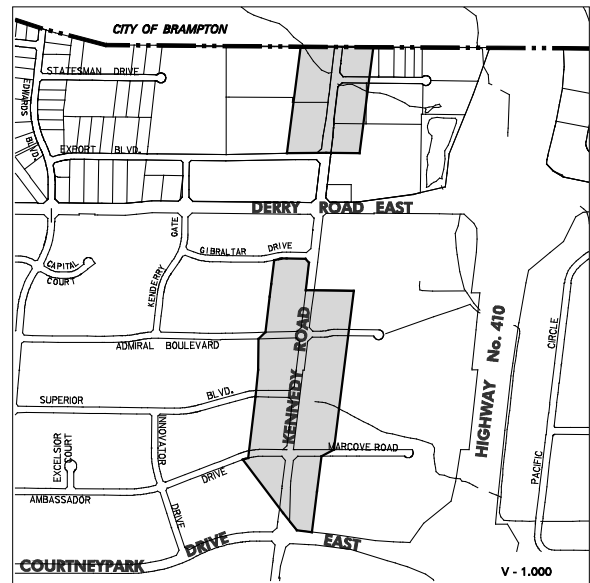 CITY OF BRAMPTON
STATESMAN DRIVE
EDWARDS BLVD.
EXPORT BLVD.
DERRY ROAD EAST
GATE
KENDERRY
GIBRALTAR DRIVE
CAPITAL
COURT
ADMIRAL BOULEVARD
KENNEDY ROAD
HIGHWAY No. 410
CIRCLE
PACIFIC
SUPERIOR BLVD.
INNOVATOR
DRIVE
EXCELSIOR
COURT
MARCOVE ROAD
AMBASSADOR DRIVE
COURTNEYPARK DRIVE EAST
V - 1.000